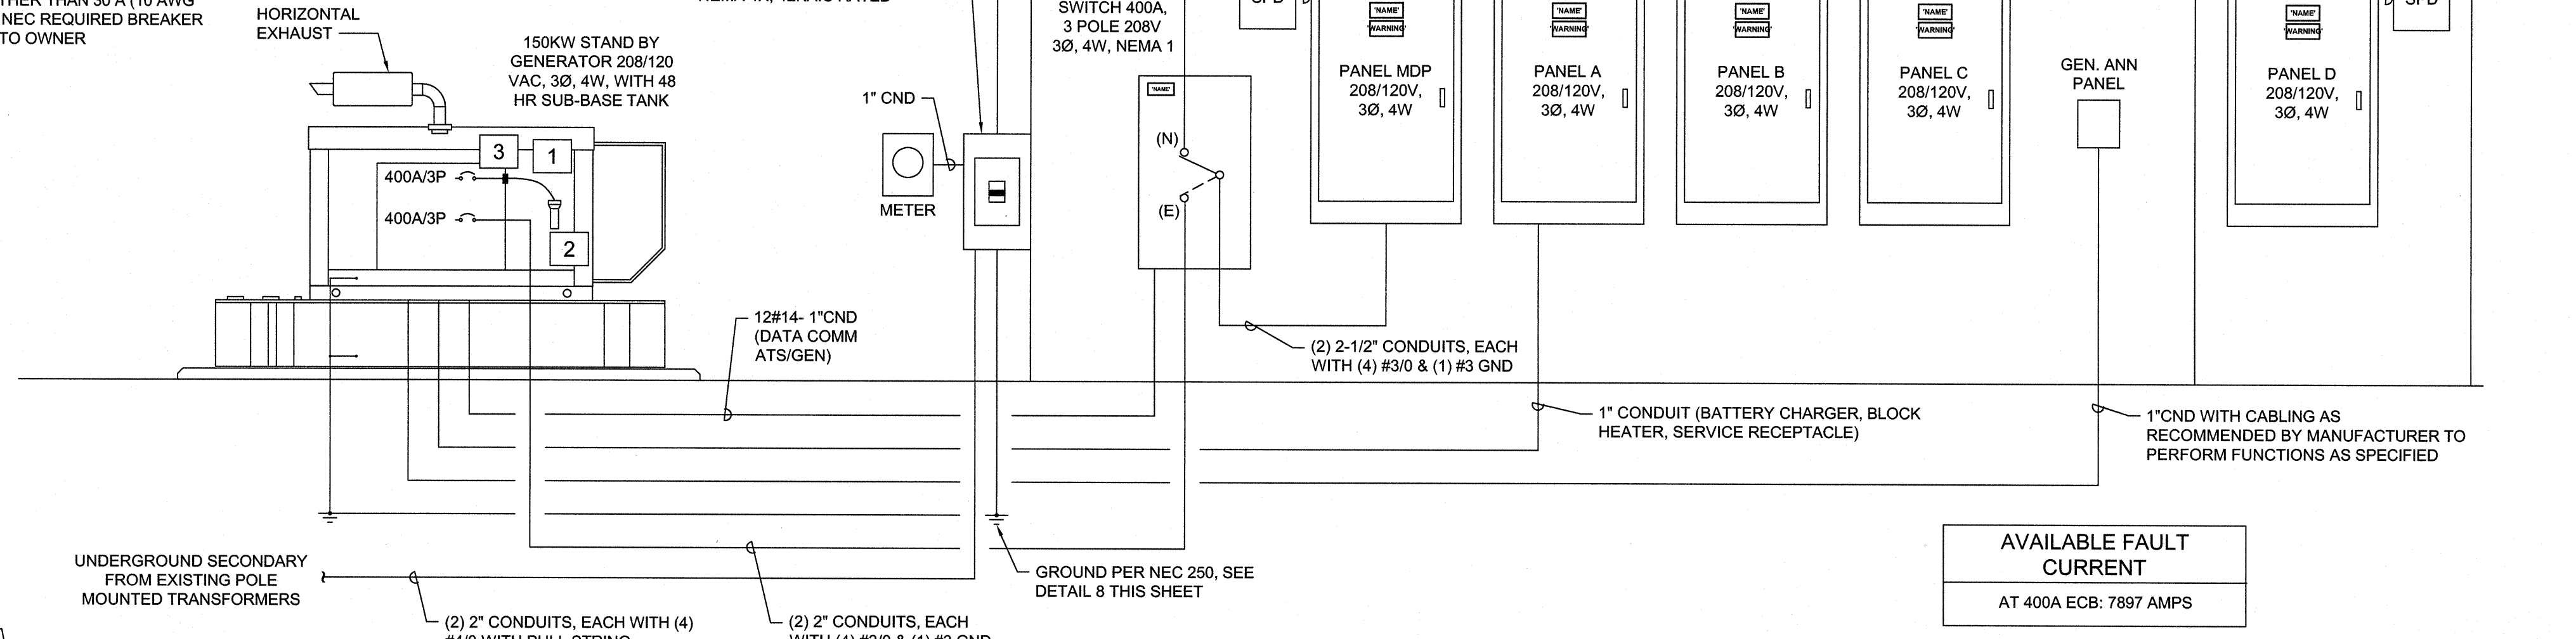 NEC REQUIRED BREAKER
TO OWNER
HORIZONTAL
EXHAUST
150KW STAND BY
GENERATOR 208/120
VAC, 3Ø, 4W, WITH 48
HR SUB-BASE TANK
3
1
400A/3P
400A/3P
2
1" CND
METER
SWITCH 400A,
3 POLE 208V
3Ø, 4W, NEMA 1
'NAME'
(N)
(E)
SPD
'NAME'
'WARNING'
PANEL MDP
208/120V,
3Ø, 4W
'NAME'
'WARNING'
PANEL A
208/120V,
3Ø, 4W
'NAME'
'WARNING'
PANEL B
208/120V,
3Ø, 4W
'NAME'
'WARNING'
PANEL C
208/120V,
3Ø, 4W
GEN. ANN
PANEL
'NAME'
'WARNING'
PANEL D
208/120V,
3Ø, 4W
SPD
12#14- 1"CND
(DATA COMM
ATS/GEN)
(2) 2-1/2" CONDUITS, EACH
WITH (4) #3/0 & (1) #3 GND
1" CONDUIT (BATTERY CHARGER, BLOCK
HEATER, SERVICE RECEPTACLE)
1"CND WITH CABLING AS
RECOMMENDED BY MANUFACTURER TO
PERFORM FUNCTIONS AS SPECIFIED
UNDERGROUND SECONDARY
FROM EXISTING POLE
MOUNTED TRANSFORMERS
GROUND PER NEC 250, SEE
DETAIL 8 THIS SHEET
(2) 2" CONDUITS, EACH WITH (4)
(2) 2" CONDUITS, EACH
AVAILABLE FAULT
CURRENT
AT 400A ECB: 7897 AMPS